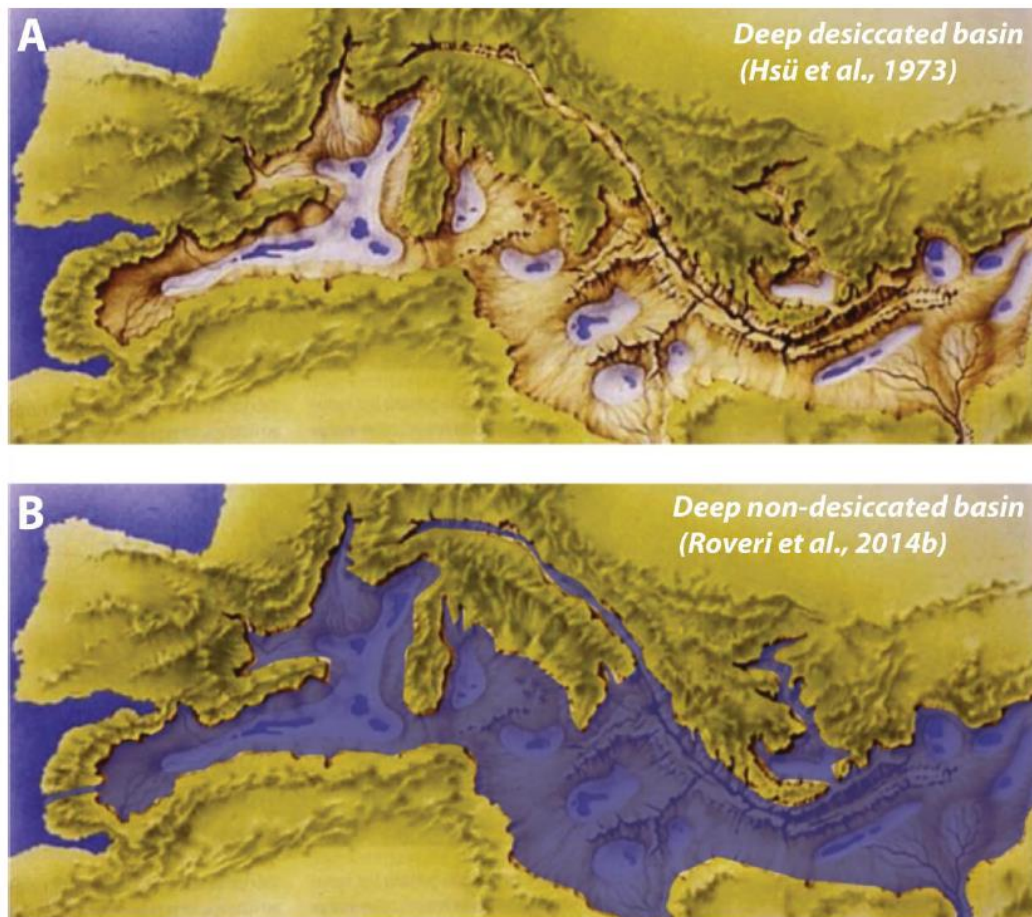 A
Deep desiccated basin
(Hsü et al., 1973)
B
Deep non-desiccated basin
(Roveri et al., 2014b)